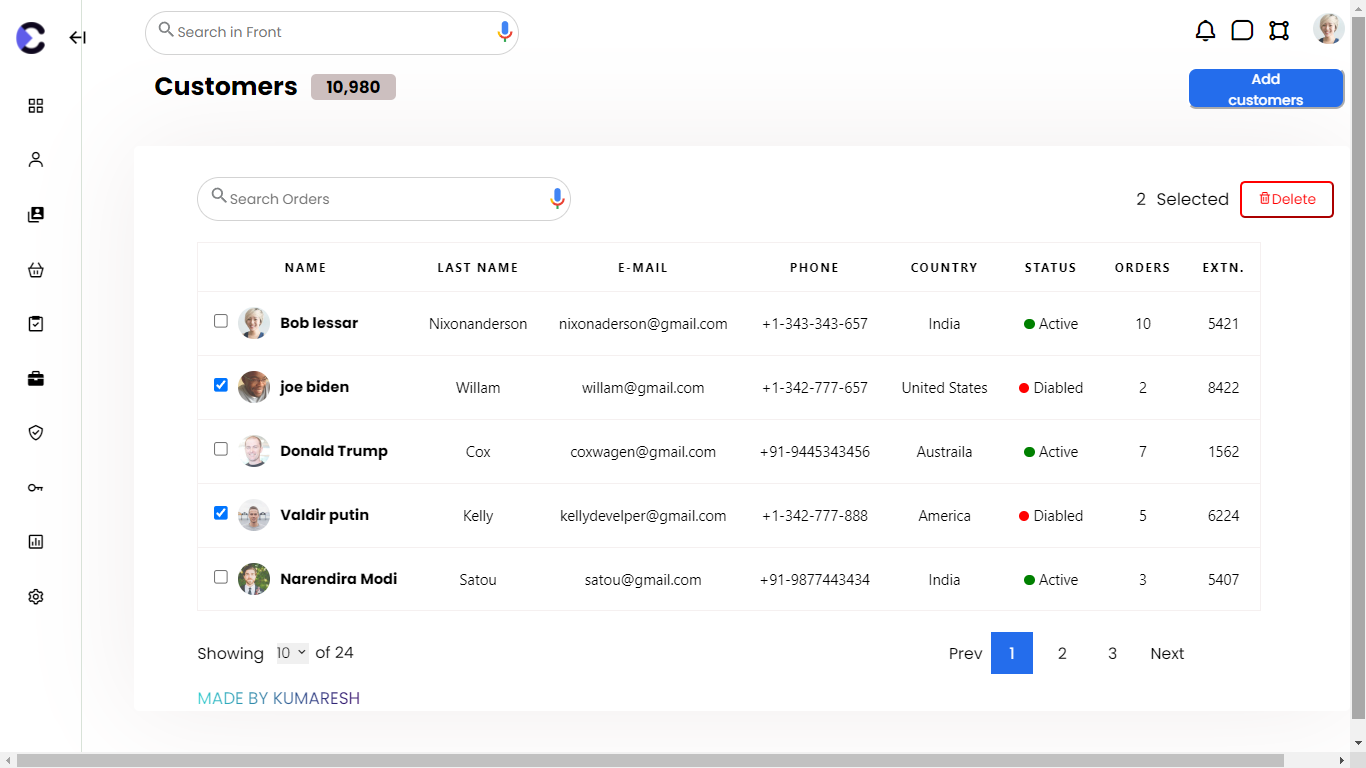 Search in Front
Customers 10,980
Add
customers
Search Orders
2 Selected Delete
NAME LAST NAME E-MAIL PHONE COUNTRY STATUS ORDERS EXTN.
Bob lessar Nixonanderson nixonaderson@gmail.com +1-343-343-657 India Active 10 5421
joe biden Willam willam@gmail.com +1-342-777-657 United States Diabled 2 8422
Donald Trump Cox coxwagen@gmail.com +91-9445343456 Austraila Active 7 1562
Valdir putin Kelly kellydevelper@gmail.com +1-342-777-888 America Diabled 5 6224
Narendira Modi Satou satou@gmail.com +91-9877443434 India Active 3 5407
Showing 10 of 24 Prev 1 2 3 Next
MADE BY KUMARESH